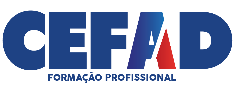 CEFAD
FORMAÇÃO PROFISSIONAL